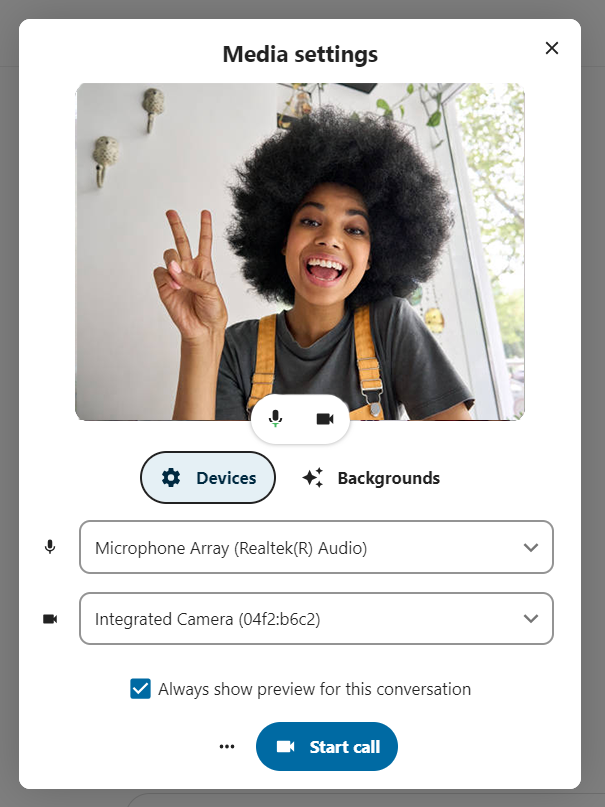 Media settings
Devices
Backgrounds
Microphone Array (Realtek(R) Audio)
Integrated Camera (04f2:b6c2)
Always show preview for this conversation
Start call